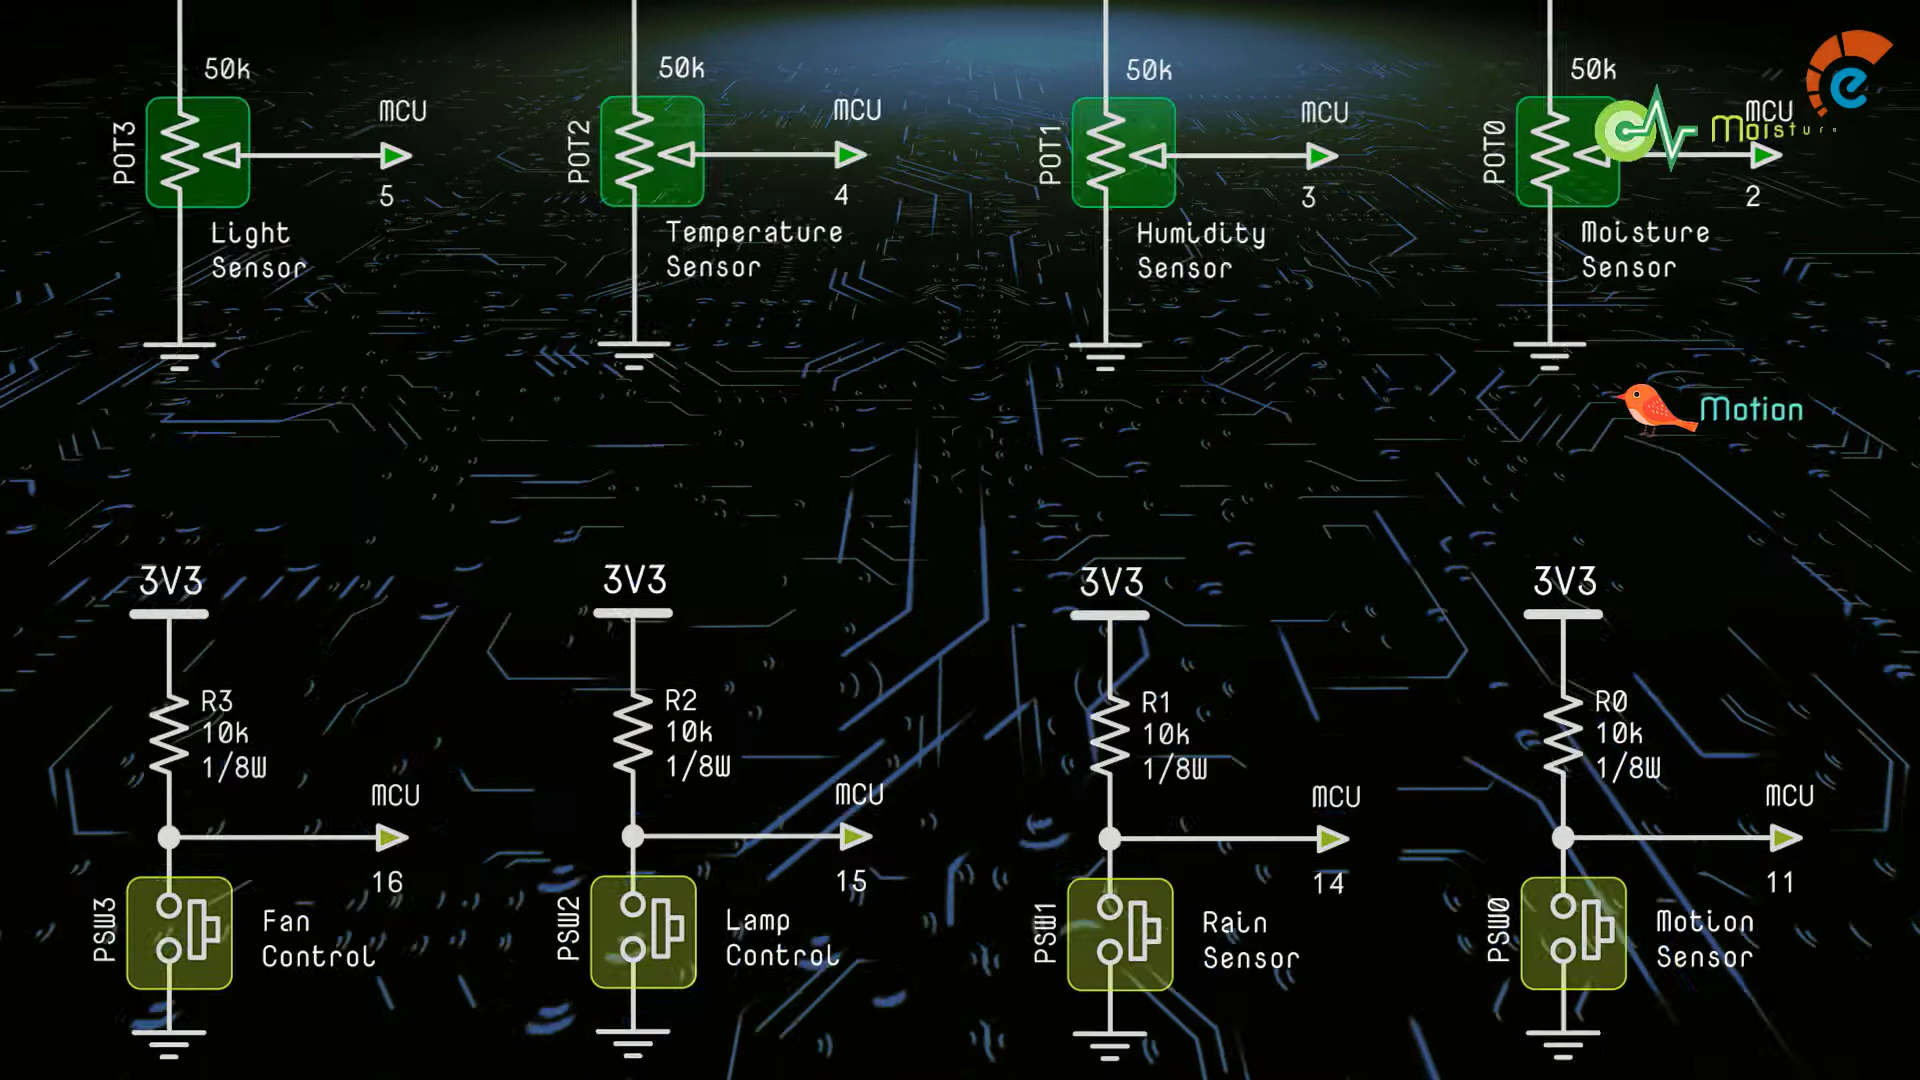 50k
MCU
POT3
5
Light
Sensor
50k
MCU
POT2
4
Temperature
Sensor
50k
MCU
POT1
3
Humidity
Sensor
50k
MCU
POT0
2
Moisture
Sensor
Moisture
e
Motion
3V3
R3
10k
1/8W
MCU
16
PSW3
Fan
Control
3V3
R2
10k
1/8W
MCU
15
PSW2
Lamp
Control
3V3
R1
10k
1/8W
MCU
14
PSW1
Rain
Sensor
3V3
R0
10k
1/8W
MCU
11
PSW0
Motion
Sensor